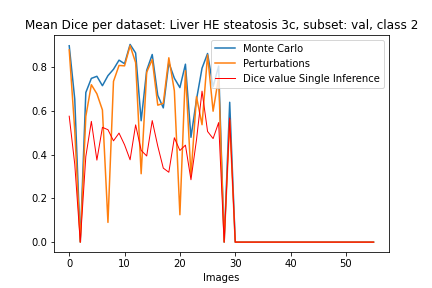 Mean Dice per dataset: Liver HE steatosis 3c, subset: val, class 2
Monte Carlo
Perturbations
Dice value Single Inference
0.8
0.6
0.4
0.2
0.0
0 10 20 30 40 50
Images